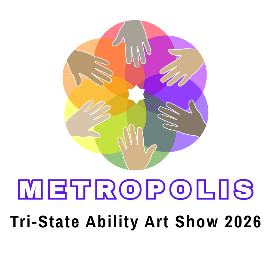 METROPOLIS
Tri-State Ability Art Show 2026